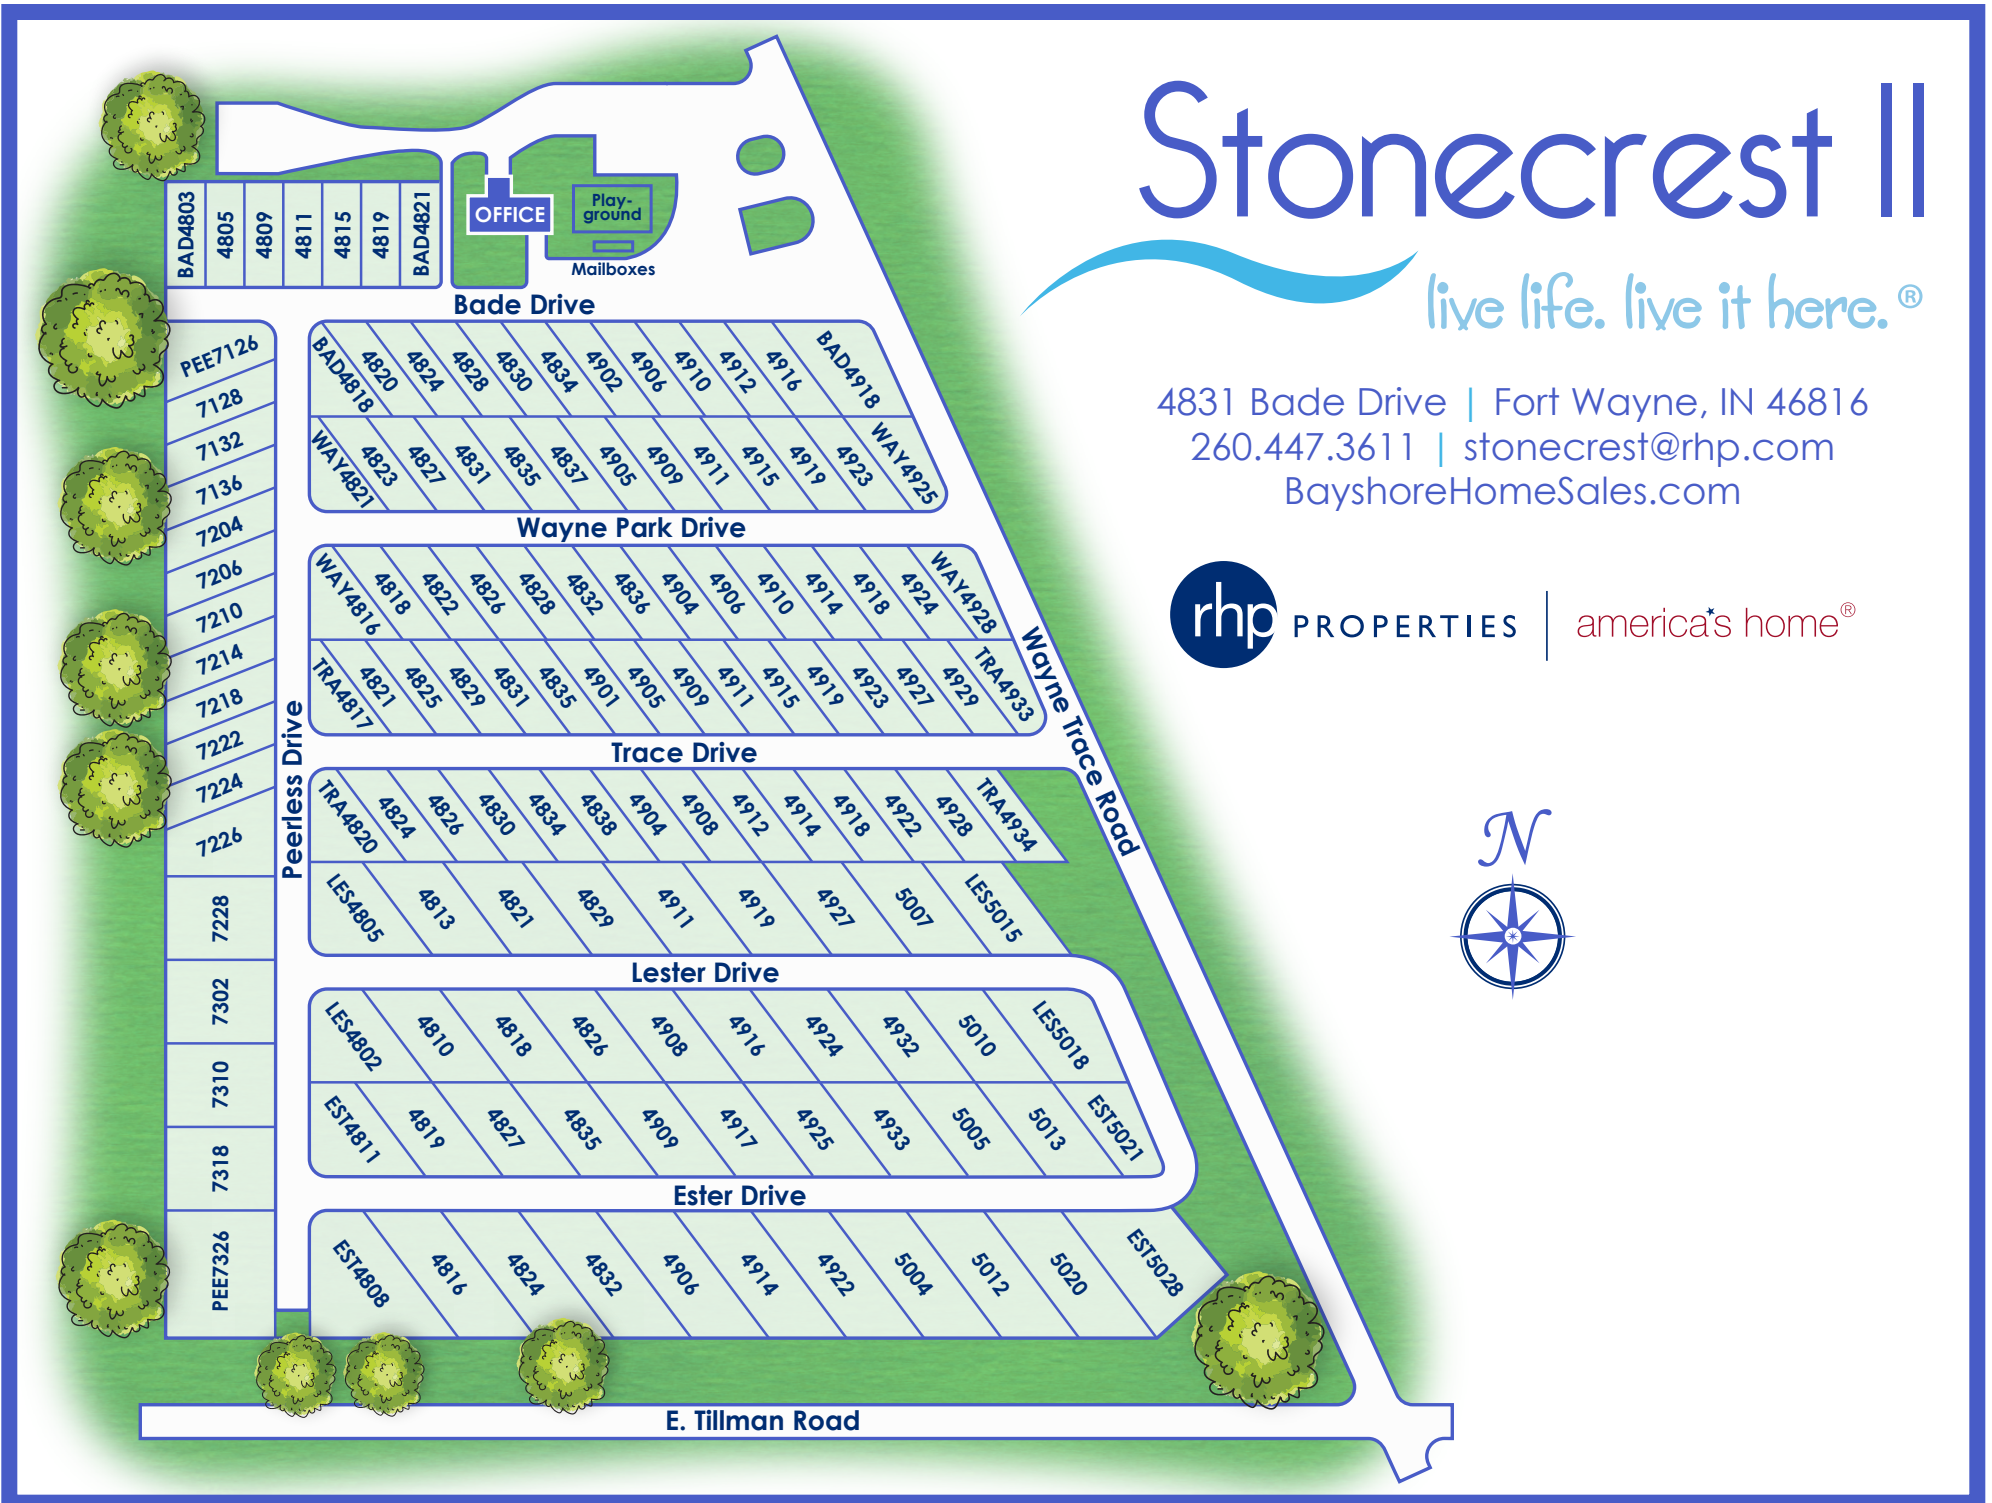 Stonecrest II
live life. live it here.®
4831 Bade Drive | Fort Wayne, IN 46816
260.447.3611 | stonecrest@rhp.com
BayshoreHomeSales.com
rhp PROPERTIES
america's home®
N
BAD4803
4805
4809
4811
4815
4819
BAD4821
OFFICE
Play-
ground
Mailboxes
Bade Drive
PEE7126
7128
7132
7136
7204
7206
7210
7214
7218
7222
7224
7226
7228
7302
7310
7318
PEE7326
Peerless Drive
BAD4818
4820
4824
4828
4830
4834
4902
4906
4910
4912
4916
BAD4918
WAY4821
4823
4827
4831
4835
4837
4905
4909
4911
4915
4919
4923
WAY4925
Wayne Park Drive
WAY4816
4818
4822
4826
4828
4832
4836
4904
4906
4910
4914
4918
4924
WAY4928
TRA4817
4821
4825
4829
4831
4835
4901
4905
4909
4911
4915
4919
4923
4927
4929
TRA4933
Wayne Trace Road
Trace Drive
TRA4820
4824
4826
4830
4834
4838
4904
4908
4912
4914
4918
4922
4928
TRA4934
LES4805
4813
4821
4829
4911
4919
4927
5007
LES5015
Lester Drive
LES4802
4810
4818
4826
4908
4916
4924
4932
5010
LES5018
EST4811
4819
4827
4835
4909
4917
4925
4933
5005
5013
EST5021
Ester Drive
EST4808
4816
4824
4832
4906
4914
4922
5004
5012
5020
EST5028
E. Tillman Road